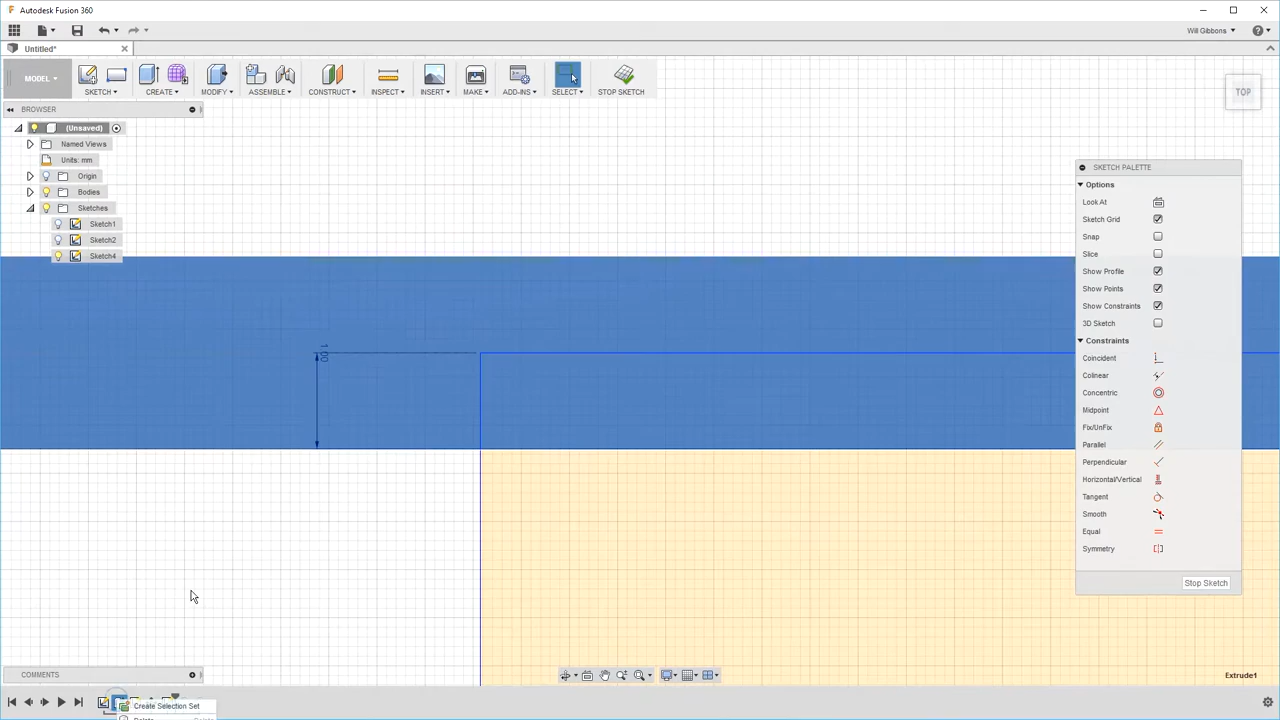 Autodesk Fusion 360
Will Gibbons
Untitled*
MODEL
SKETCH
CREATE
MODIFY
ASSEMBLE
CONSTRUCT
INSPECT
INSERT
MAKE
ADD-INS
SELECT
STOP SKETCH
TOP
BROWSER
(Unsaved)
Named Views
Units: mm
Origin
Bodies
Sketches
Sketch1
Sketch2
Sketch4
1.00
SKETCH PALETTE
Options
Look At
Sketch Grid
Snap
Slice
Show Profile
Show Points
Show Constraints
3D Sketch
Constraints
Coincident
Colinear
Concentric
Midpoint
Fix/UnFix
Parallel
Perpendicular
Horizontal/Vertical
Tangent
Smooth
Equal
Symmetry
Stop Sketch
COMMENTS
Extrude1
Create Selection Set